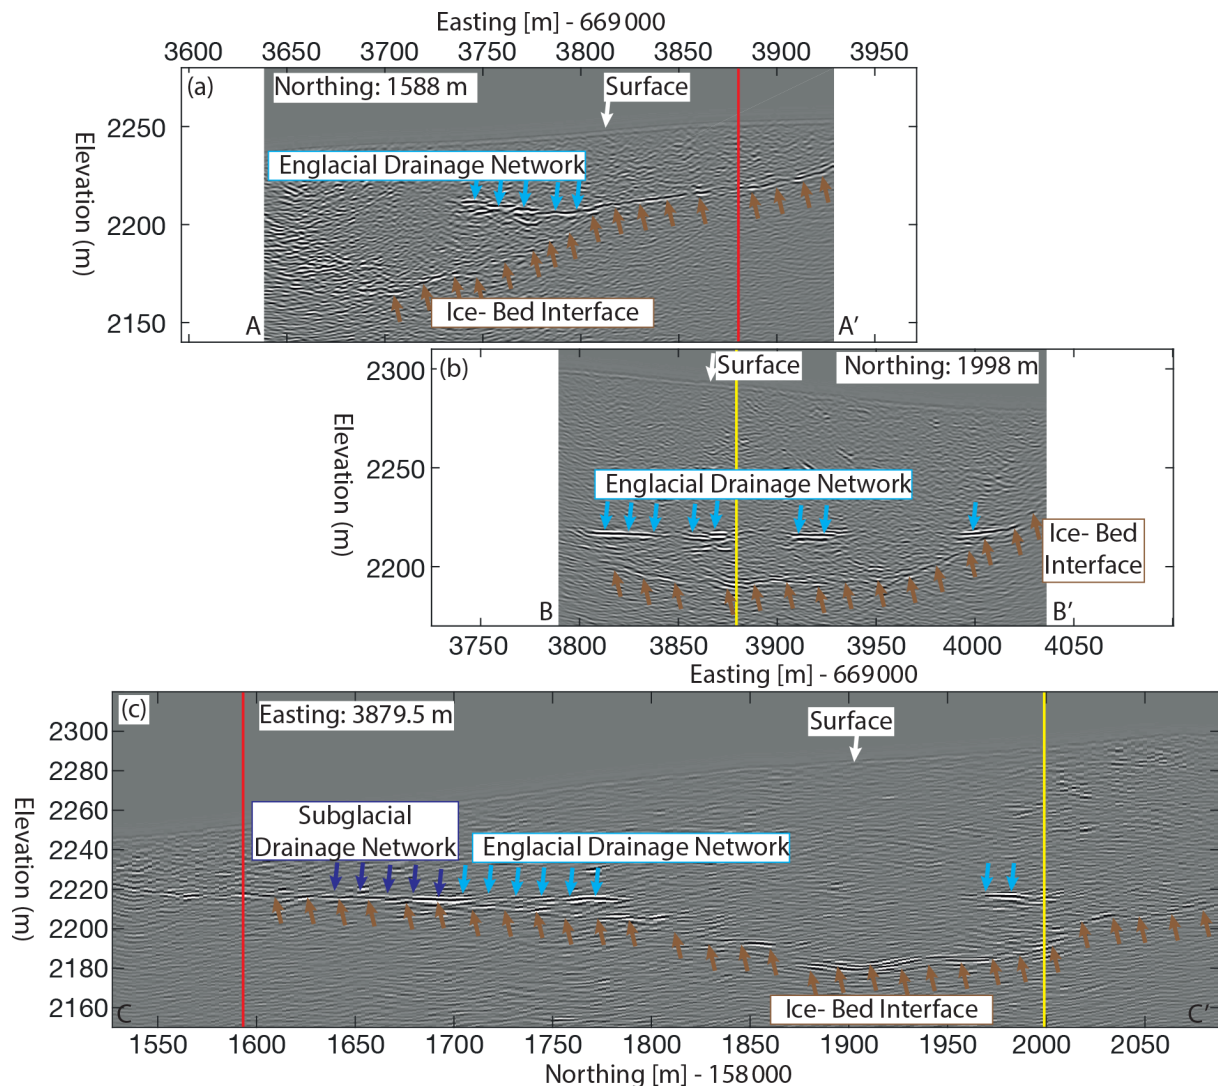 Easting [m] - 669 000
3600 3650 3700 3750 3800 3850 3900 3950
(a) Northing: 1588 m Surface
2250
Englacial Drainage Network
2200
Elevation (m)
Ice- Bed Interface
2150
A A′
(b) Surface Northing: 1998 m
2300
2250
Englacial Drainage Network
Elevation (m)
Ice- Bed
Interface
2200
B B′
3750 3800 3850 3900 3950 4000 4050
Easting [m] - 669 000
(c) Easting: 3879.5 m Surface
2300
2280
2260
Subglacial
Drainage Network
2240
Englacial Drainage Network
2220
Elevation (m)
2200
2180
2160
Ice- Bed Interface
C C′
1550 1600 1650 1700 1750 1800 1850 1900 1950 2000 2050
Northing [m] - 158 000